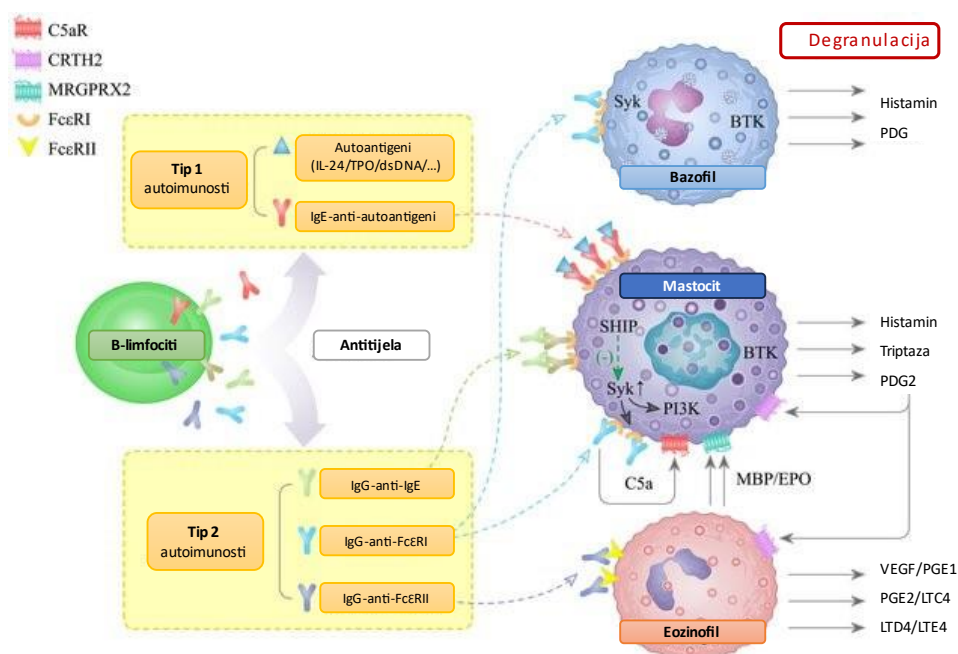 C5aR
CRTH2
MRGPRX2
FcεRI
FcεRII
Degranulacija
Tip 1
autoimunosti
Autoantigeni
(IL-24/TPO/dsDNA/...)
IgE-anti-autoantigeni
B-limfociti
Antitijela
Tip 2
autoimunosti
IgG-anti-IgE
IgG-anti-FcεRI
IgG-anti-FcεRII
Syk
BTK
Bazofil
Histamin
PDG
Mastocit
SHIP
(-)
Syk↑
PI3K
BTK
Histamin
Triptaza
PDG2
C5a
MBP/EPO
Eozinofil
VEGF/PGE1
PGE2/LTC4
LTD4/LTE4